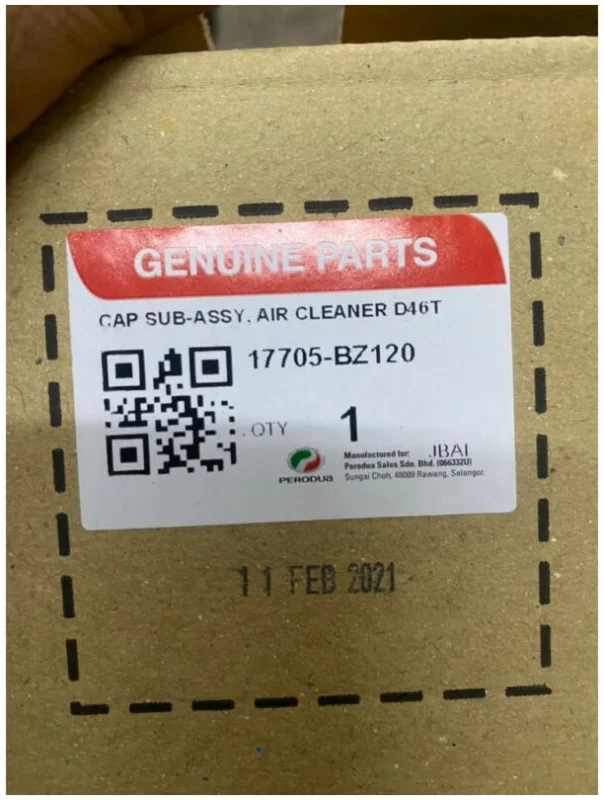 GENUINE PARTS
CAP SUB-ASSY, AIR CLEANER D46T
17705-BZ120
QTY 1
PERODUA
Manufactured for: JBAI
Perodua Sales Sdn. Bhd. (066332U)
Sungai Choh, 48009 Rawang, Selangor.
11 FEB 2021